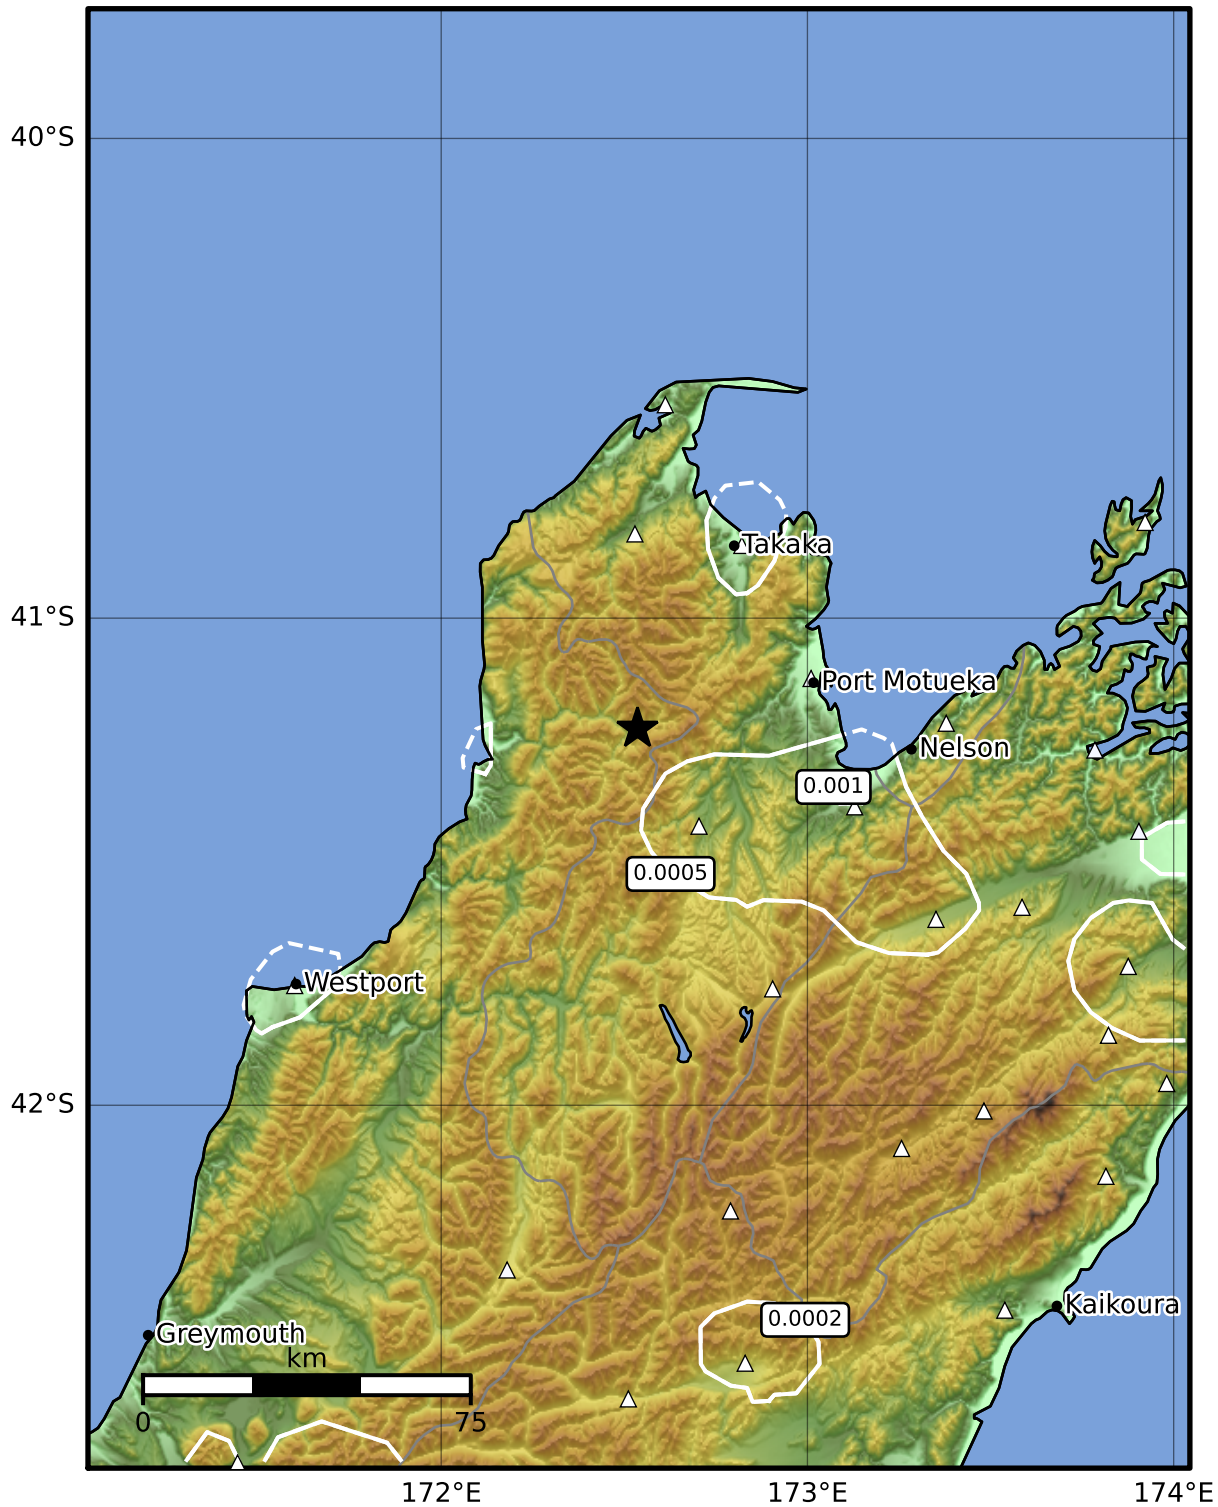 40°S
Takaka
41°S
Port Motueka
Nelson
0.001
0.0005
Westport
42°S
Kaikoura
0.0002
Greymouth
km
0
75
172°E
173°E
174°E